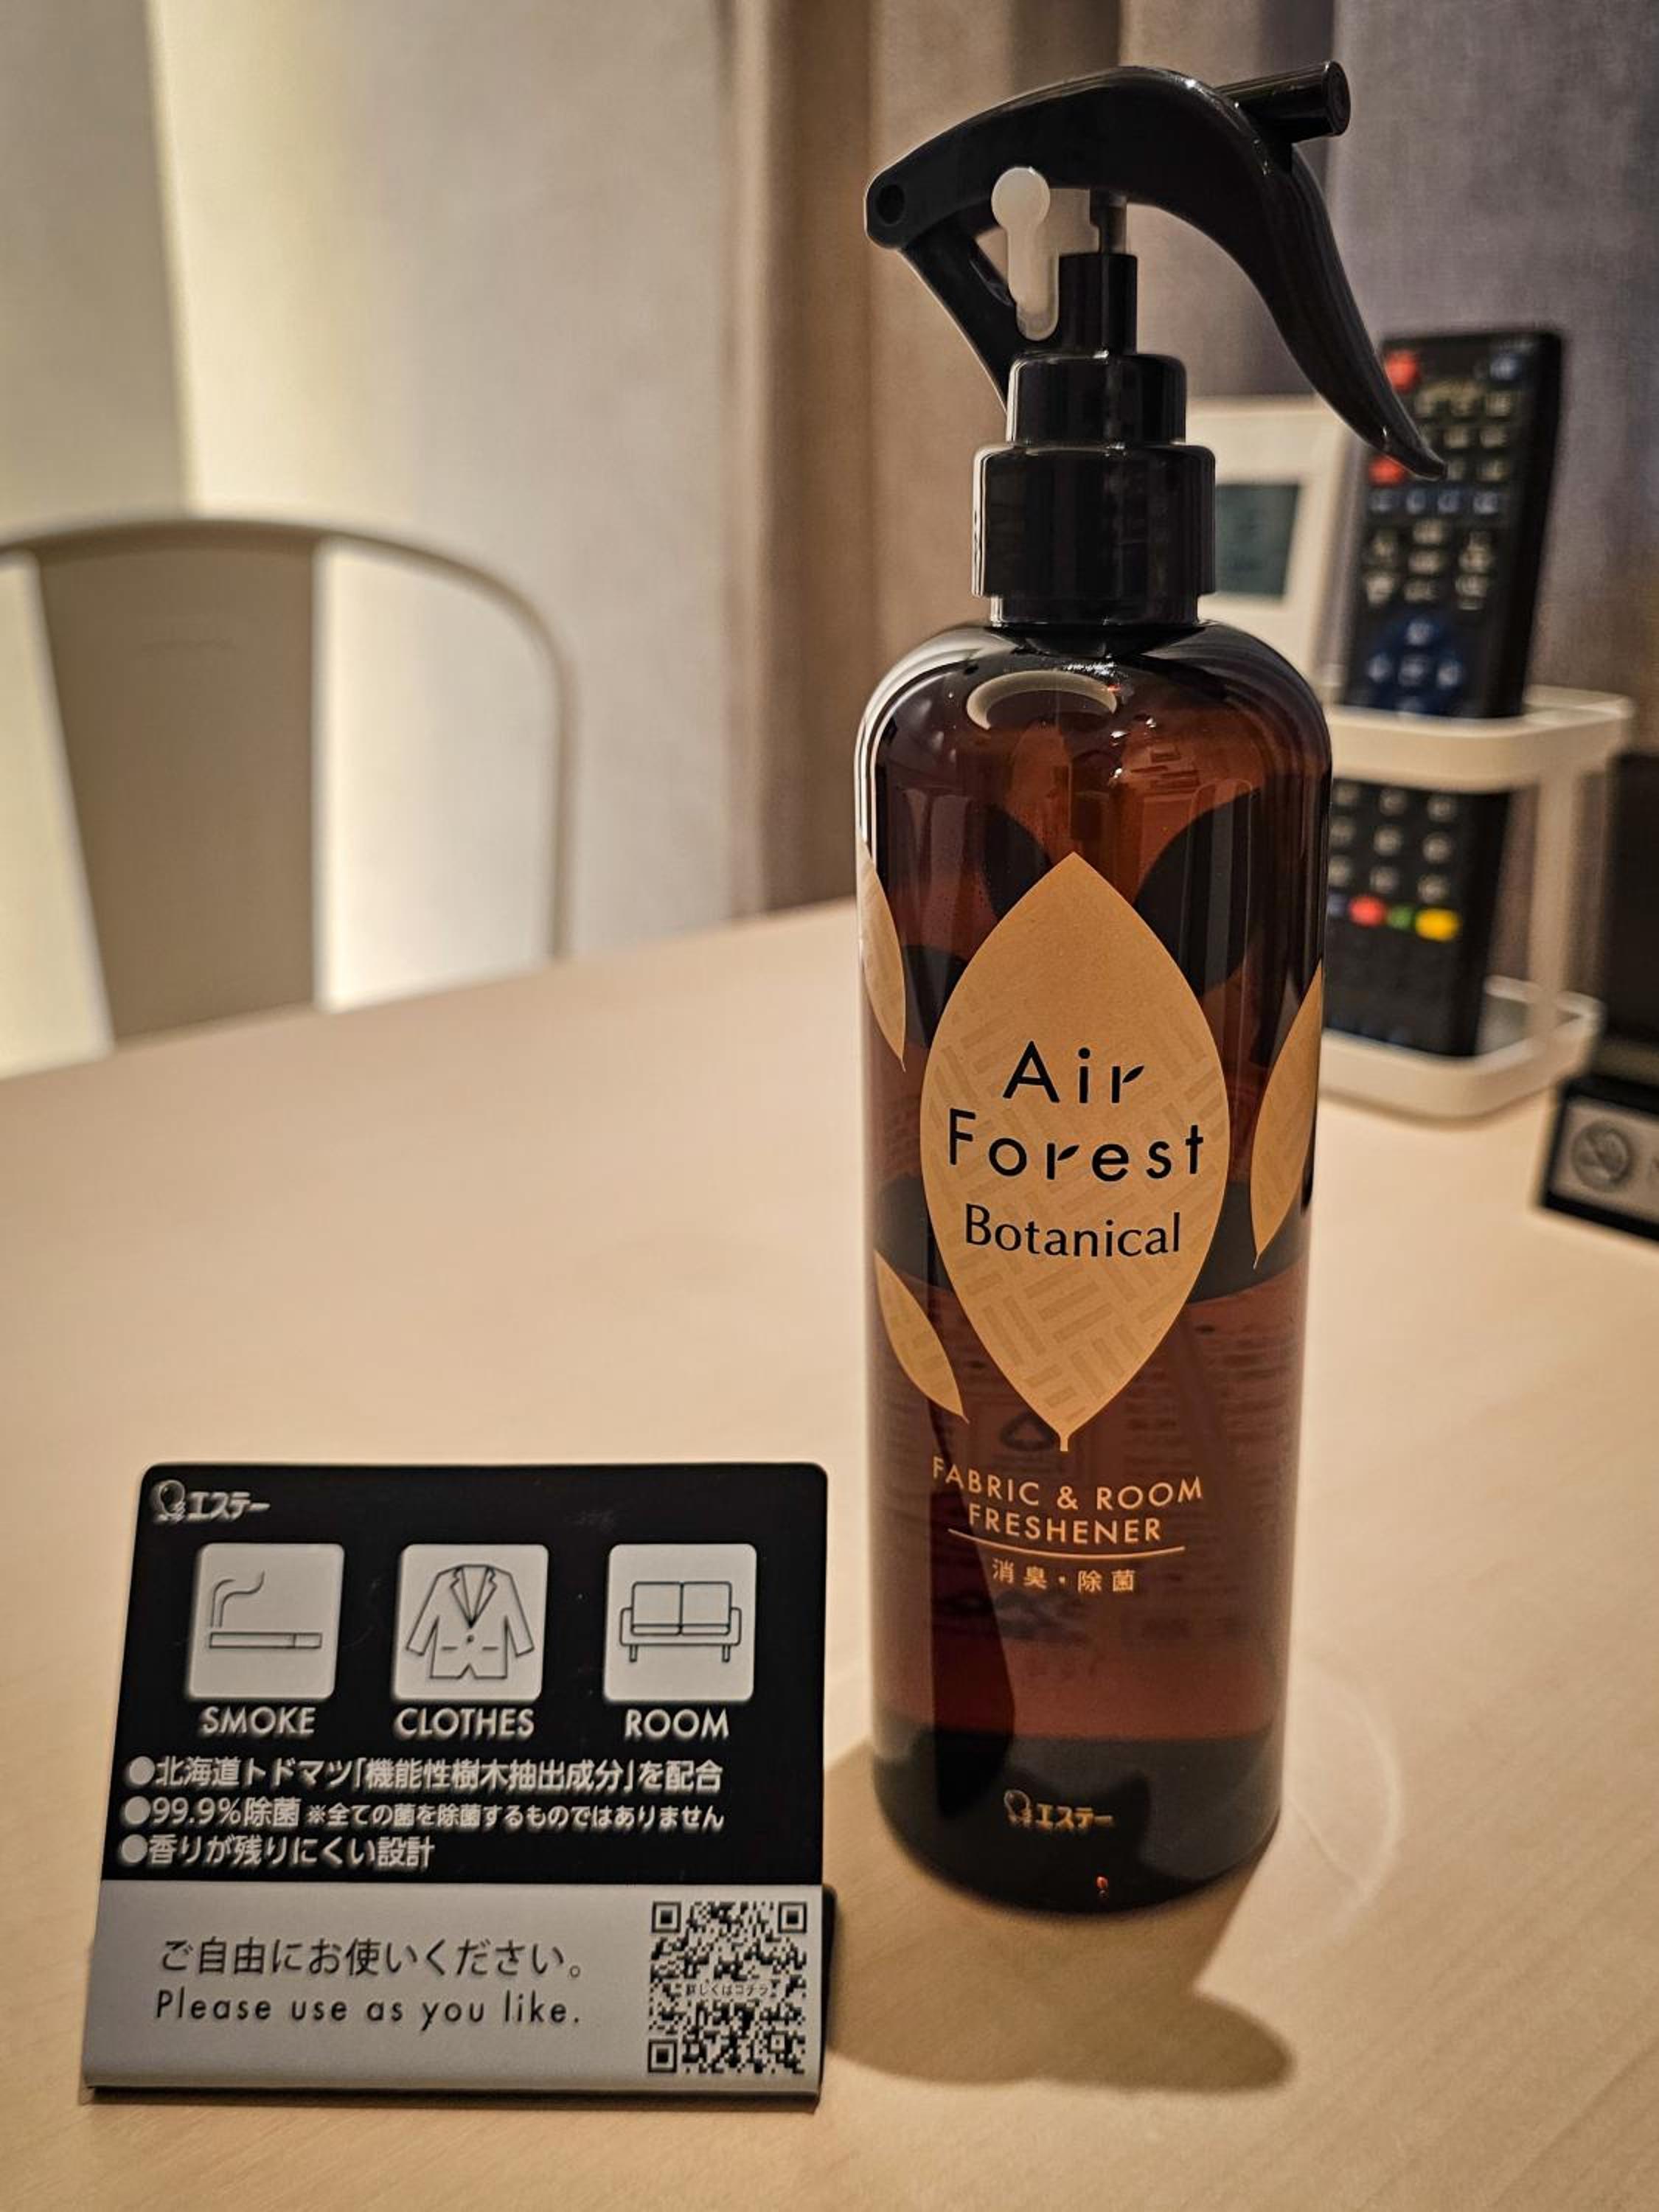 Air
Forest
Botanical
FABRIC & ROOM
FRESHENER
消臭・除菌
エステー
エステー
SMOKE CLOTHES ROOM
●北海道トドマツ「機能性樹木抽出成分」を配合
●99.9%除菌 ※全ての菌を除菌するものではありません
●香りが残りにくい設計
ご自由にお使いください。
Please use as you like.
詳しくはコチラ